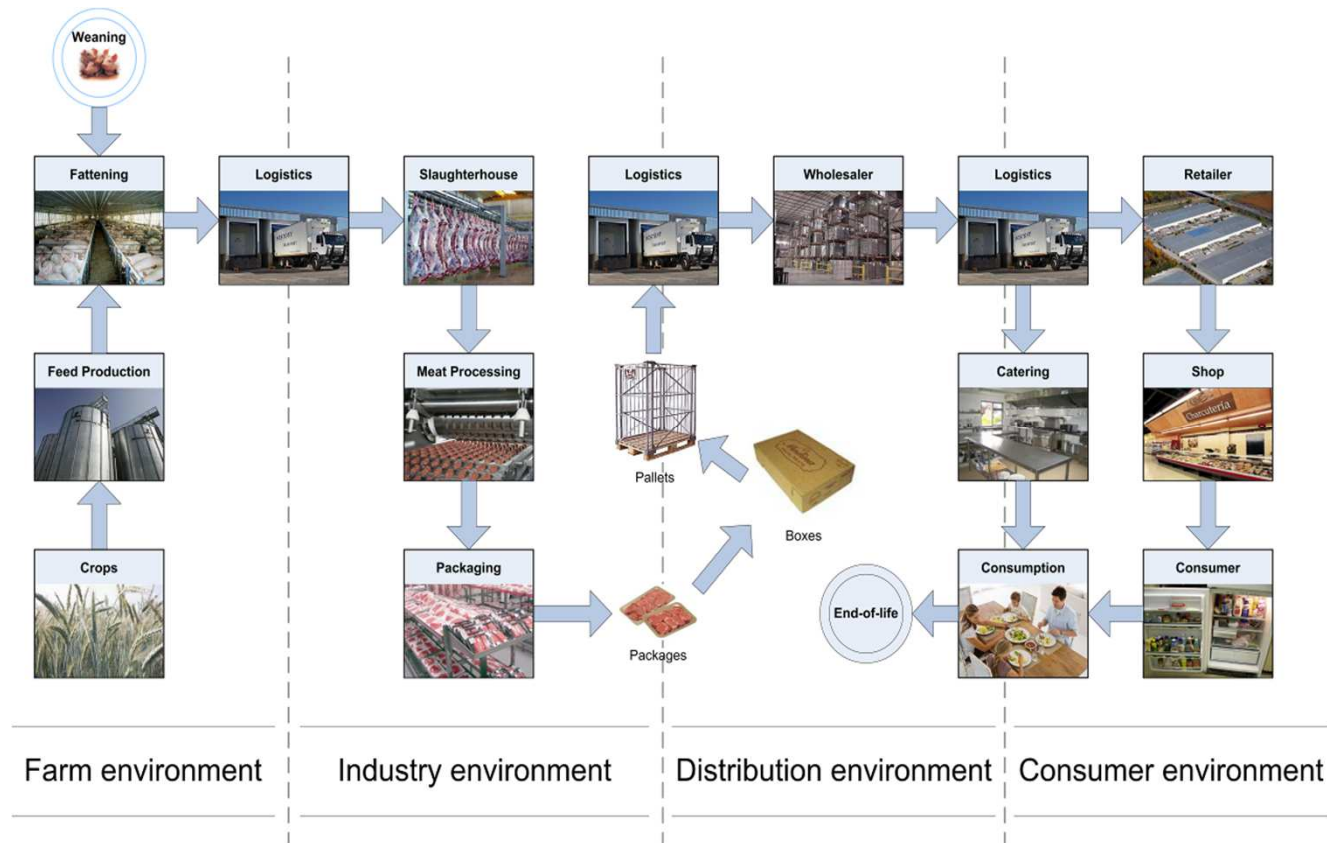 Weaning
Fattening
Logistics
Slaughterhouse
Logistics
Wholesaler
Logistics
Retailer
Feed Production
Meat Processing
Pallets
Boxes
Catering
Shop
Charcutería
Crops
Packaging
Packages
End-of-life
Consumption
Consumer
Farm environment
Industry environment
Distribution environment
Consumer environment